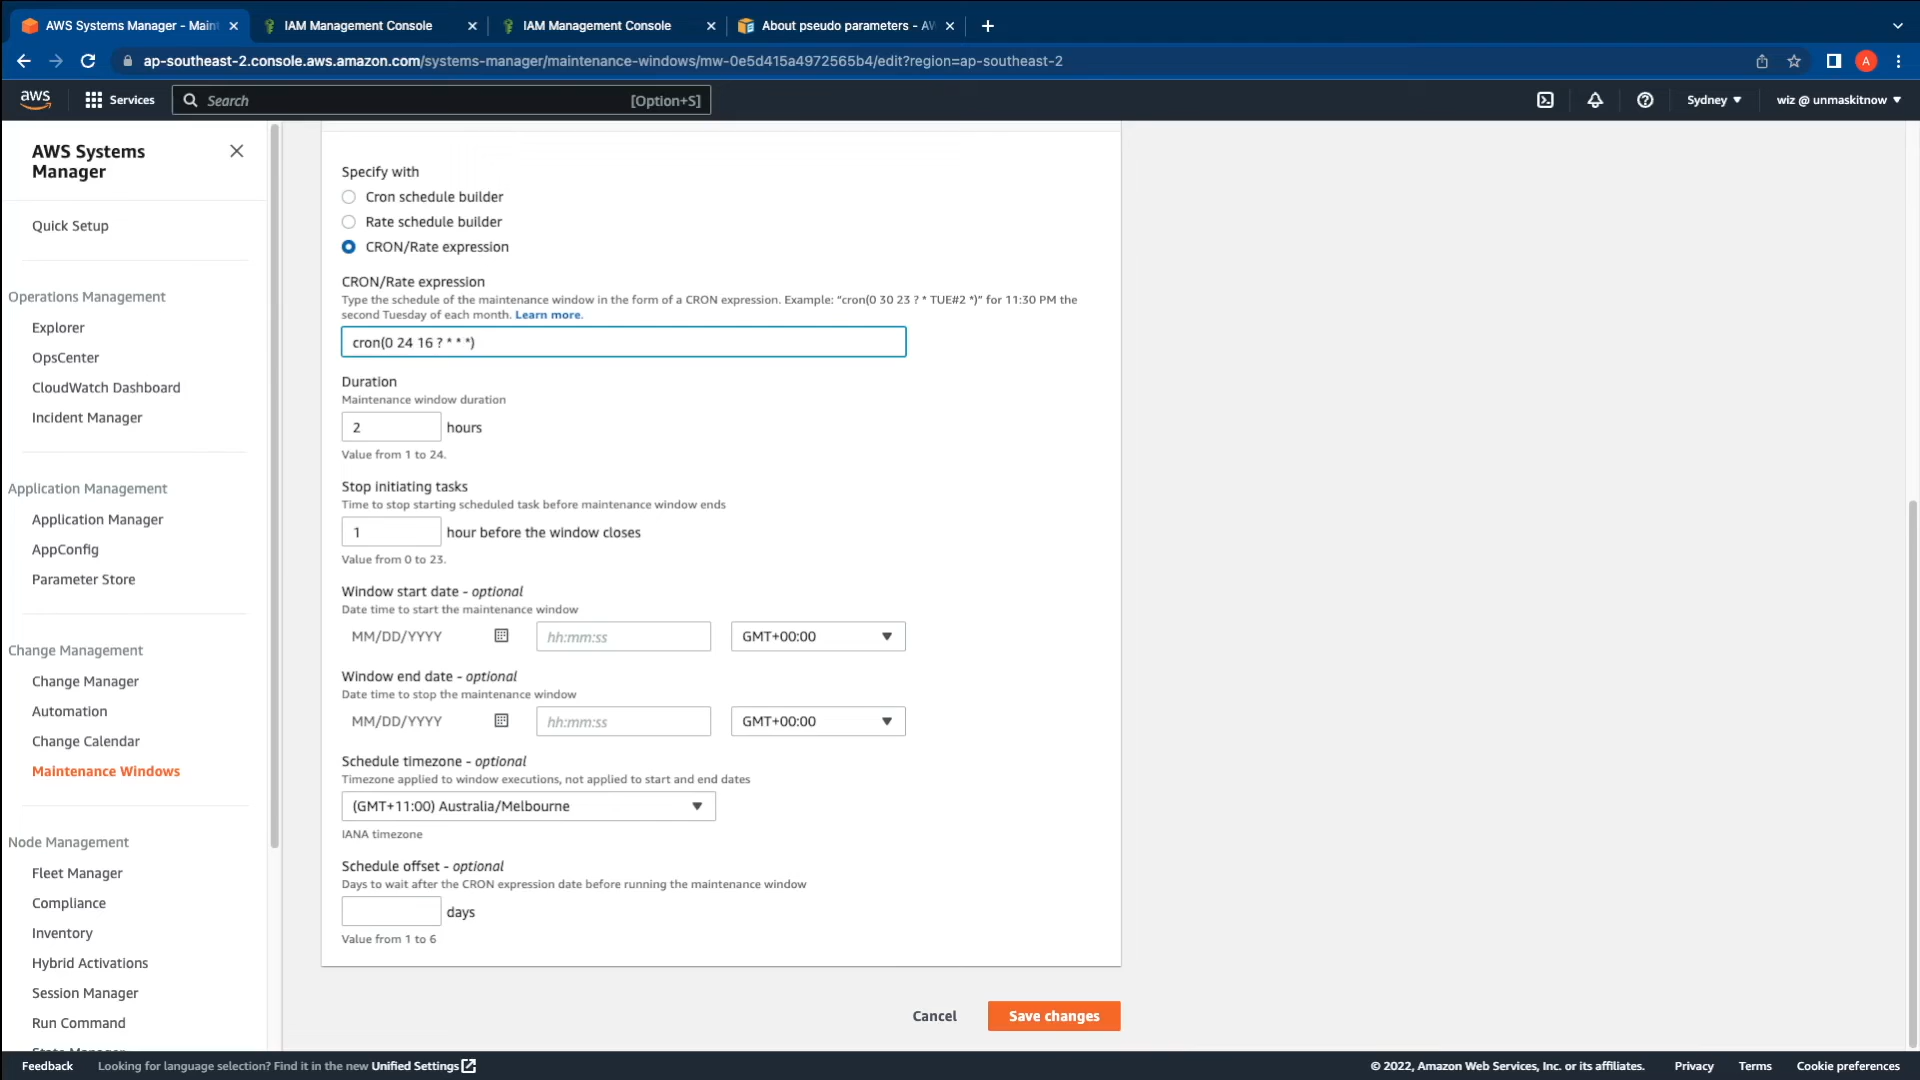 AWS Systems Manager - Main
IAM Management Console
IAM Management Console
About pseudo parameters - AW
ap-southeast-2.console.aws.amazon.com/systems-manager/maintenance-windows/mw-0e5d415a4972565b4/edit?region=ap-southeast-2
A
aws
Services
Search
[Option+S]
Sydney
wiz @ unmaskitnow
AWS Systems
Manager
Quick Setup
Operations Management
Explorer
OpsCenter
CloudWatch Dashboard
Incident Manager
Application Management
Application Manager
AppConfig
Parameter Store
Change Management
Change Manager
Automation
Change Calendar
Maintenance Windows
Node Management
Fleet Manager
Compliance
Inventory
Hybrid Activations
Session Manager
Run Command
Specify with
Cron schedule builder
Rate schedule builder
CRON/Rate expression
CRON/Rate expression
Type the schedule of the maintenance window in the form of a CRON expression. Example: "cron(0 30 23 ? * TUE#2 *)" for 11:30 PM the
second Tuesday of each month. Learn more.
cron(0 24 16 ? * * *)
Duration
Maintenance window duration
2 hours
Value from 1 to 24.
Stop initiating tasks
Time to stop starting scheduled task before maintenance window ends
1 hour before the window closes
Value from 0 to 23.
Window start date - optional
Date time to start the maintenance window
MM/DD/YYYY hh:mm:ss GMT+00:00
Window end date - optional
Date time to stop the maintenance window
MM/DD/YYYY hh:mm:ss GMT+00:00
Schedule timezone - optional
Timezone applied to window executions, not applied to start and end dates
(GMT+11:00) Australia/Melbourne
IANA timezone
Schedule offset - optional
Days to wait after the CRON expression date before running the maintenance window
days
Value from 1 to 6
Cancel
Save changes
Feedback
Looking for language selection? Find it in the new Unified Settings
© 2022, Amazon Web Services, Inc. or its affiliates.
Privacy
Terms
Cookie preferences